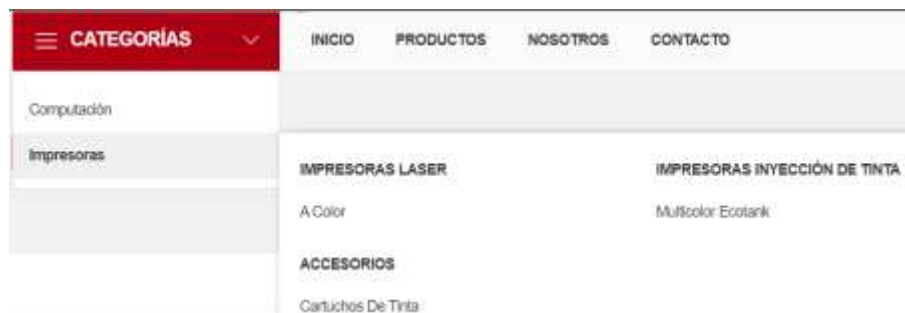 CATEGORÍAS
INICIO PRODUCTOS NOSOTROS CONTACTO
Computación
Impresoras
IMPRESORAS LASER
A Color
IMPRESORAS INYECCIÓN DE TINTA
Multicolor Ecotank
ACCESORIOS
Cartuchos De Tinta